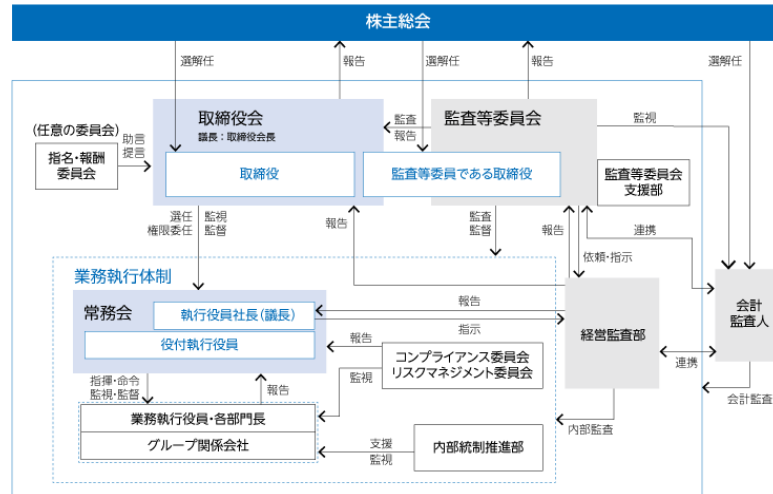 株主総会
選解任
報告
選解任
報告
選解任
取締役会
議長：取締役会長
監査
報告
監査等委員会
監視
(任意の委員会)
助言
提言
指名・報酬
委員会
取締役
監査等委員である取締役
監査等委員会
支援部
選任
権限委任
監視
監督
報告
監査
監督
報告
連携
依頼・指示
業務執行体制
常務会
執行役員社長(議長)
役付執行役員
報告
指示
経営監査部
会計
監査人
報告
コンプライアンス委員会
リスクマネジメント委員会
監視
連携
指揮・命令
監視・監督
報告
会計監査
業務執行役員・各部門長
グループ関係会社
内部監査
支援
監視
内部統制推進部